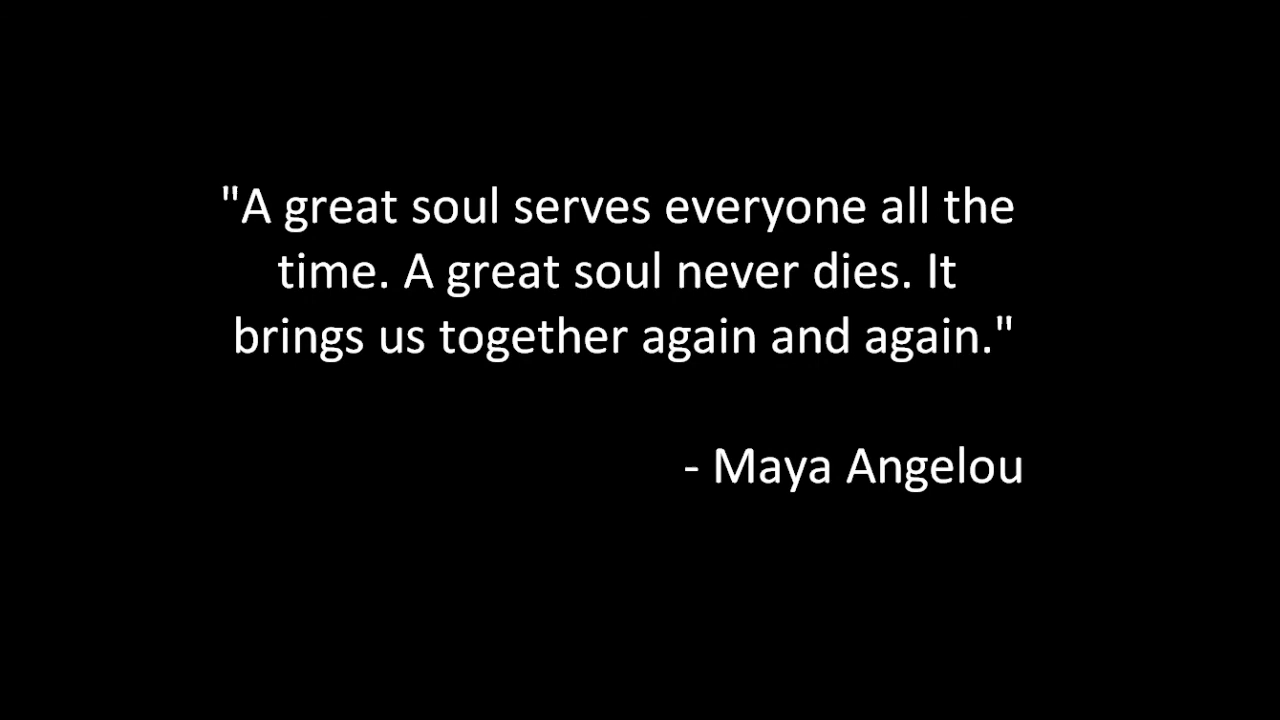 "A great soul serves everyone all the
time. A great soul never dies. It
brings us together again and again."
- Maya Angelou